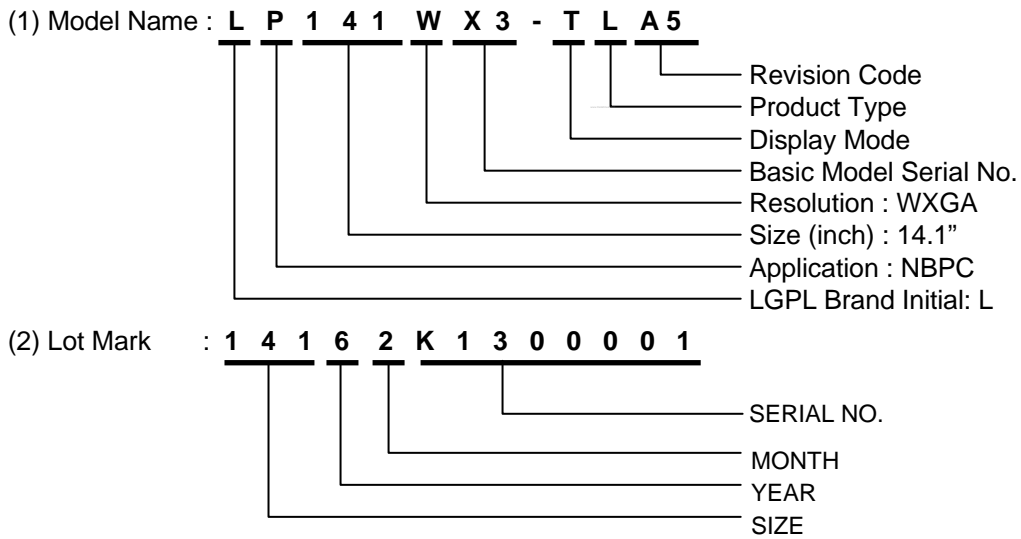 (1) Model Name : L P 1 4 1 W X 3 - T L A 5
Revision Code
Product Type
Display Mode
Basic Model Serial No.
Resolution : WXGA
Size (inch) : 14.1”
Application : NBPC
LGPL Brand Initial: L
(2) Lot Mark : 1 4 1 6 2 K 1 3 0 0 0 0 1
SERIAL NO.
MONTH
YEAR
SIZE